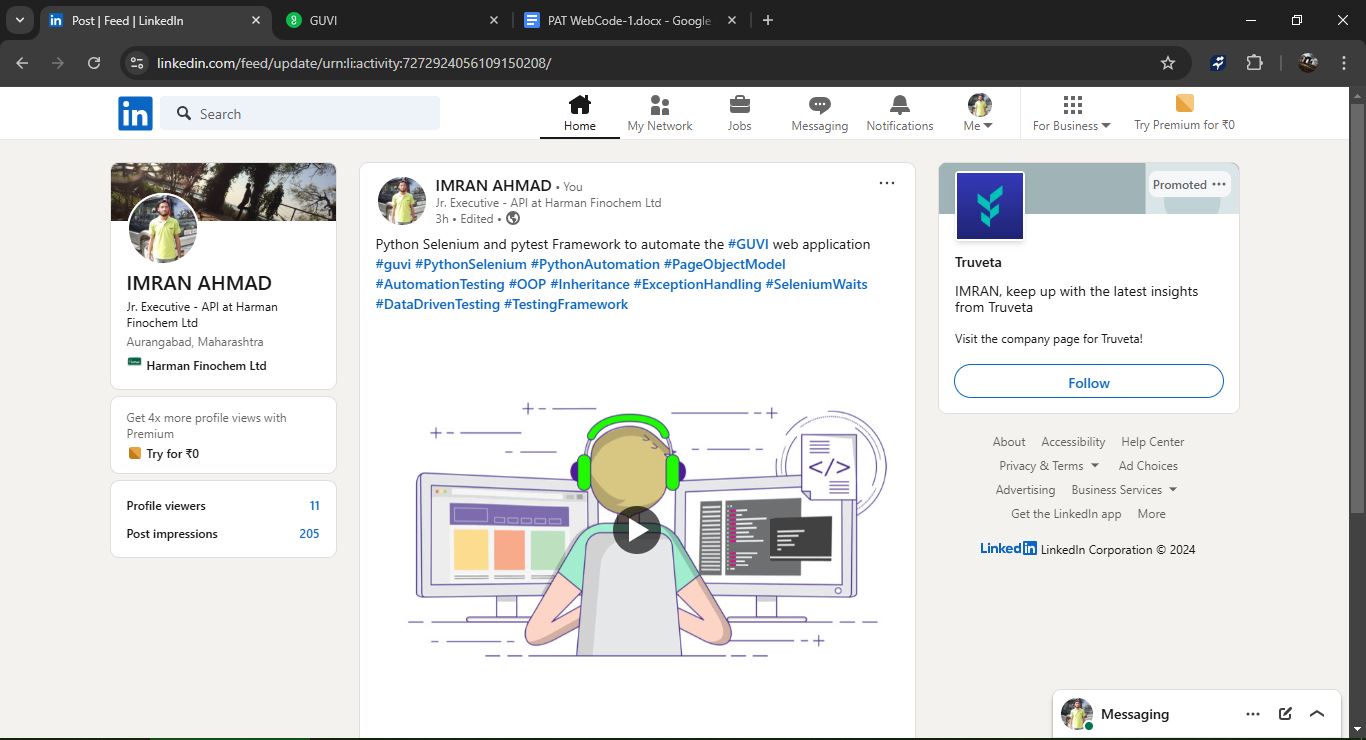 Post | Feed | LinkedIn
GUVI
PAT WebCode-1.docx - Google
linkedin.com/feed/update/urn:li:activity:7272924056109150208/
in
Search
Home
My Network
Jobs
Messaging
Notifications
Me
For Business
Try Premium for ₹0
IMRAN AHMAD
Jr. Executive - API at Harman
Finochem Ltd
Aurangabad, Maharashtra
Harman Finochem Ltd
Get 4x more profile views with
Premium
Try for ₹0
Profile viewers 11
Post impressions 205
IMRAN AHMAD • You
Jr. Executive - API at Harman Finochem Ltd
3h • Edited •
Python Selenium and pytest Framework to automate the #GUVI web application
#guvi #PythonSelenium #PythonAutomation #PageObjectModel
#AutomationTesting #OOP #Inheritance #ExceptionHandling #SeleniumWaits
#DataDrivenTesting #TestingFramework
</>
Promoted
Truveta
IMRAN, keep up with the latest insights
from Truveta
Visit the company page for Truveta!
Follow
About Accessibility Help Center
Privacy & Terms Ad Choices
Advertising Business Services
Get the LinkedIn app More
LinkedIn LinkedIn Corporation © 2024
Messaging